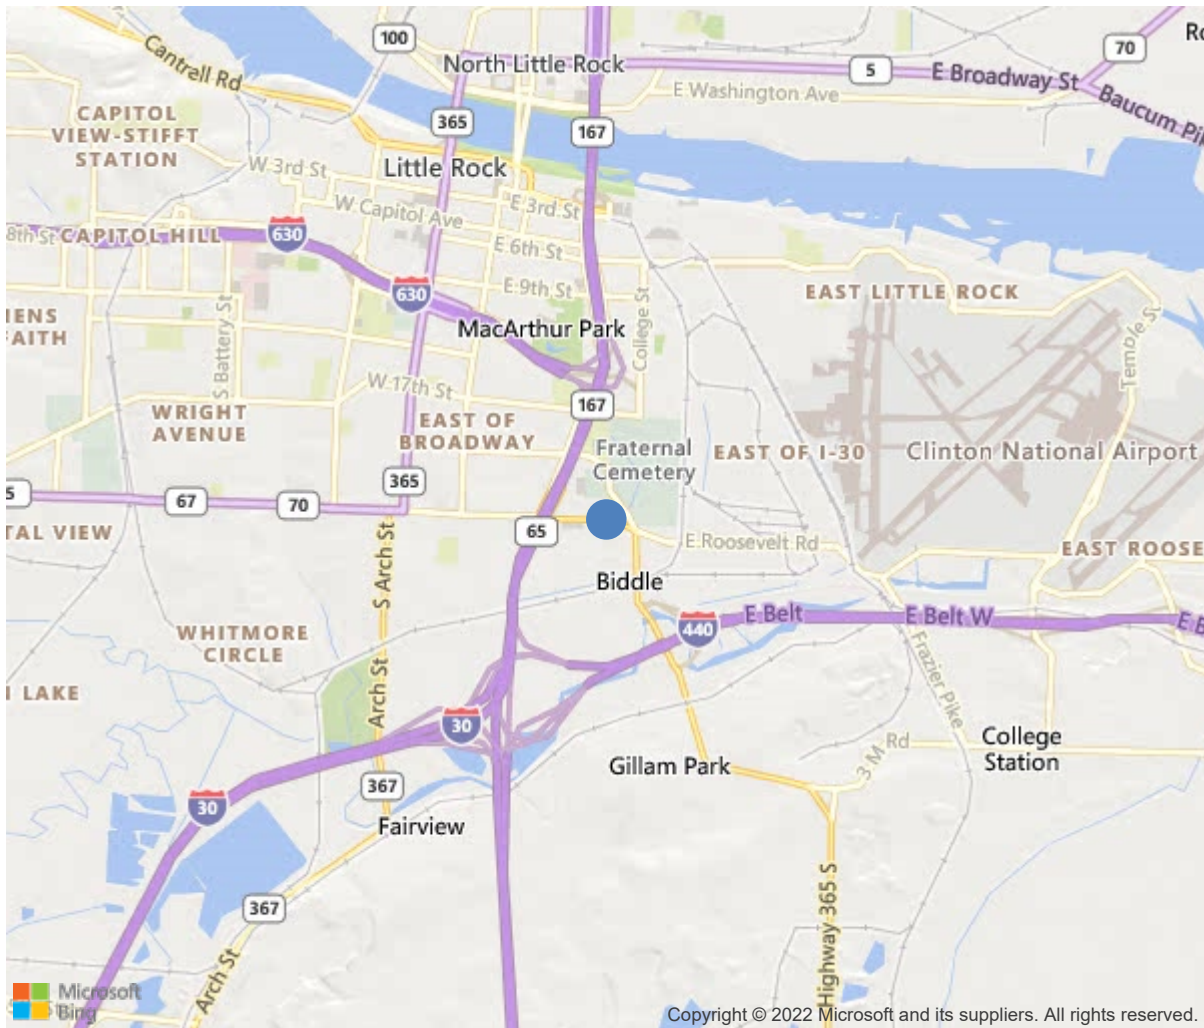 100
Cantrell Rd
North Little Rock
70
5
E Broadway St
E Washington Ave
Baucum
CAPITOL
VIEW-STIFFT
STATION
365
167
Little Rock
W 3rd St
W Capitol Ave
E 3rd St
8th St
CAPITOL HILL
630
E 6th St
630
E 9th St
EAST LITTLE ROCK
MacArthur Park
College St
S Battery St
Temple St
W 17th St
167
WRIGHT
AVENUE
EAST OF
BROADWAY
Fraternal
Cemetery
EAST OF I-30
Clinton National Airport
365
5
67
70
65
TAL VIEW
E Roosevelt Rd
EAST ROOSE
S Arch St
Biddle
WHITMORE
CIRCLE
440
E Belt
E Belt W
LAKE
Arch St
Frazier Pike
30
College
Station
3 M Rd
Gillam Park
367
30
Fairview
367
Highway 365 S
Arch St
Microsoft
Bing
Copyright © 2022 Microsoft and its suppliers. All rights reserved.